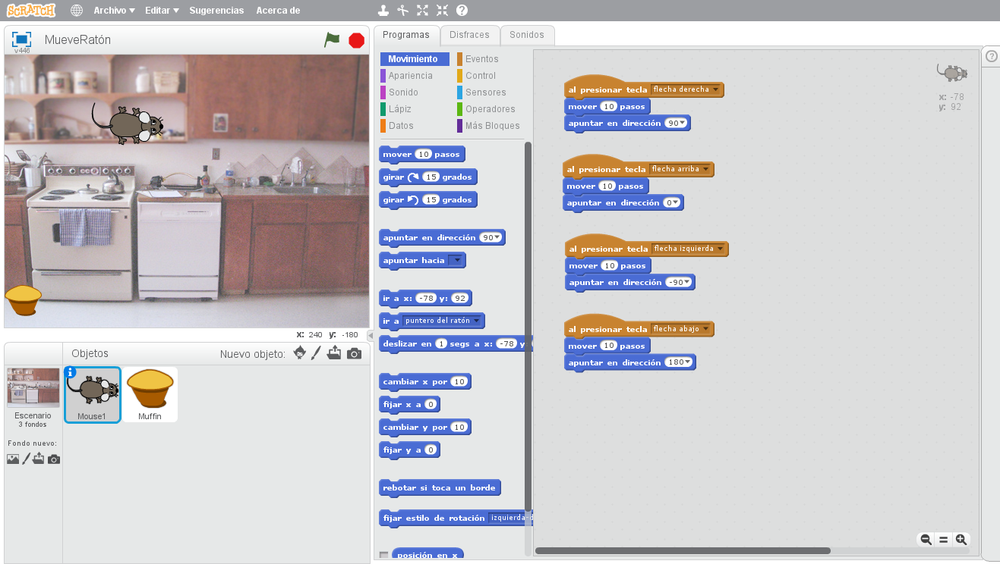 SCRATCH
Archivo ▼ Editar ▼ Sugerencias Acerca de
MueveRatón
v446
x: 240 y: -180
Objetos
Nuevo objeto:
Escenario
3 fondos
Fondo nuevo:
Mouse1
Muffin
Programas
Disfraces
Sonidos
Movimiento
Apariencia
Sonido
Lápiz
Datos
Eventos
Control
Sensores
Operadores
Más Bloques
mover 10 pasos
girar 15 grados
girar 15 grados
apuntar en dirección 90▼
apuntar hacia
ir a x: -78 y: 92
ir a puntero del ratón
deslizar en 1 segs a x: -78 y:
cambiar x por 10
fijar x a 0
cambiar y por 10
fijar y a 0
rebotar si toca un borde
fijar estilo de rotación izquierda-d
posición en x
al presionar tecla flecha derecha
mover 10 pasos
apuntar en dirección 90▼
al presionar tecla flecha arriba
mover 10 pasos
apuntar en dirección 0▼
al presionar tecla flecha izquierda
mover 10 pasos
apuntar en dirección -90▼
al presionar tecla flecha abajo
mover 10 pasos
apuntar en dirección 180▼
x: -78
y: 92